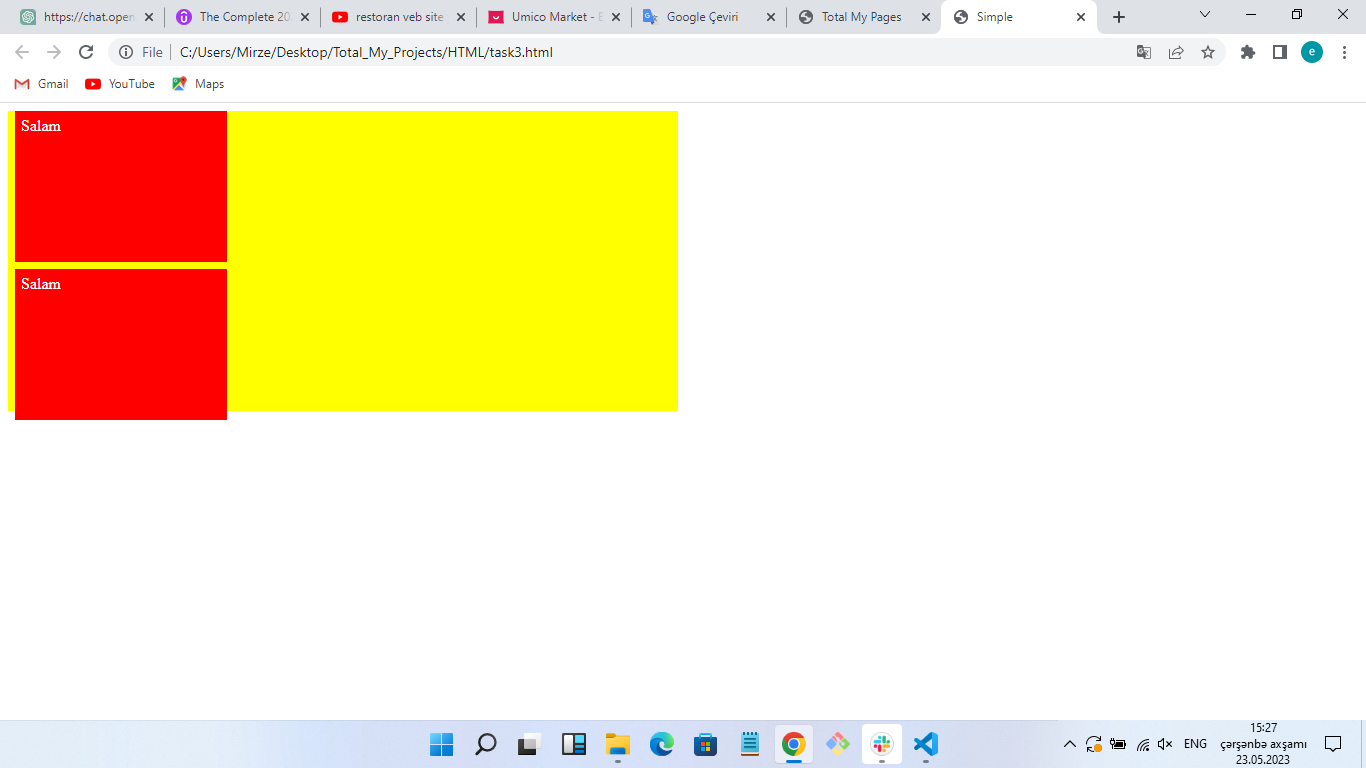 https://chat.open
The Complete 20
restoran veb site
Umico Market - E
Google Çeviri
Total My Pages
Simple
File
C:/Users/Mirze/Desktop/Total_My_Projects/HTML/task3.html
e
Gmail
YouTube
Maps
Salam
Salam
ENG
15:27
çərşənbə axşamı
23.05.2023